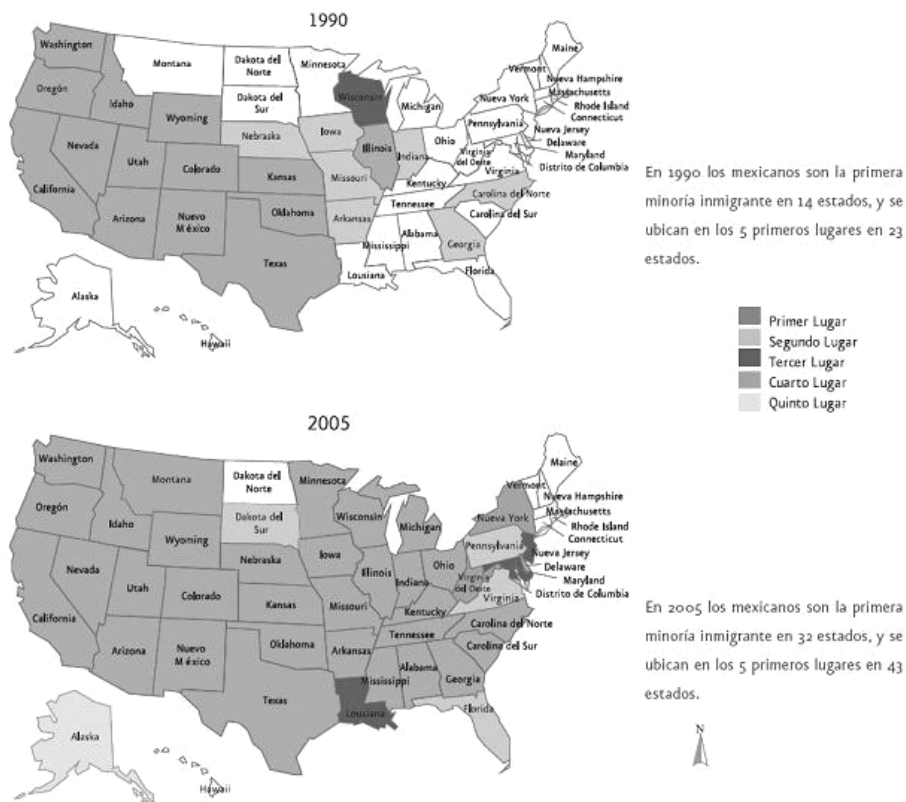 1990
Washington
Montana
Dakota del
Norte
Minnesota
Maine
Vermont
Nueva Hampshire
Massachusetts
Rhode Island
Connecticut
Oregón
Idaho
Wyoming
Dakota del
Sur
Wisconsin
Michigan
Nueva York
Pennsylvania
Nueva Jersey
Delaware
Maryland
Distrito de Columbia
Nebraska
Iowa
Nevada
Utah
Colorado
Illinois
Indiana
Ohio
Virginia
del Oeste
Virginia
California
Kansas
Missouri
Kentucky
Carolina del Norte
Arizona
Nuevo
México
Oklahoma
Arkansas
Tennessee
Carolina del Sur
Texas
Mississippi
Alabama
Georgia
Lousiana
Florida
Alaska
Hawaii
En 1990 los mexicanos son la primera
minoría inmigrante en 14 estados, y se
ubican en los 5 primeros lugares en 23
estados.
Primer Lugar
Segundo Lugar
Tercer Lugar
Cuarto Lugar
Quinto Lugar
2005
Washington
Montana
Dakota del
Norte
Minnesota
Maine
Vermont
Nueva Hampshire
Massachusetts
Rhode Island
Connecticut
Oregón
Idaho
Wyoming
Dakota del
Sur
Wisconsin
Michigan
Nueva York
Pennsylvania
Nueva Jersey
Delaware
Maryland
Distrito de Columbia
Nebraska
Iowa
Nevada
Utah
Colorado
Illinois
Indiana
Ohio
Virginia
del Oeste
Virginia
California
Kansas
Missouri
Kentucky
Carolina del Norte
Arizona
Nuevo
México
Oklahoma
Arkansas
Tennessee
Carolina del Sur
Texas
Mississippi
Alabama
Georgia
Lousiana
Florida
Alaska
Hawaii
En 2005 los mexicanos son la primera
minoría inmigrante en 32 estados, y se
ubican en los 5 primeros lugares en 43
estados.
N